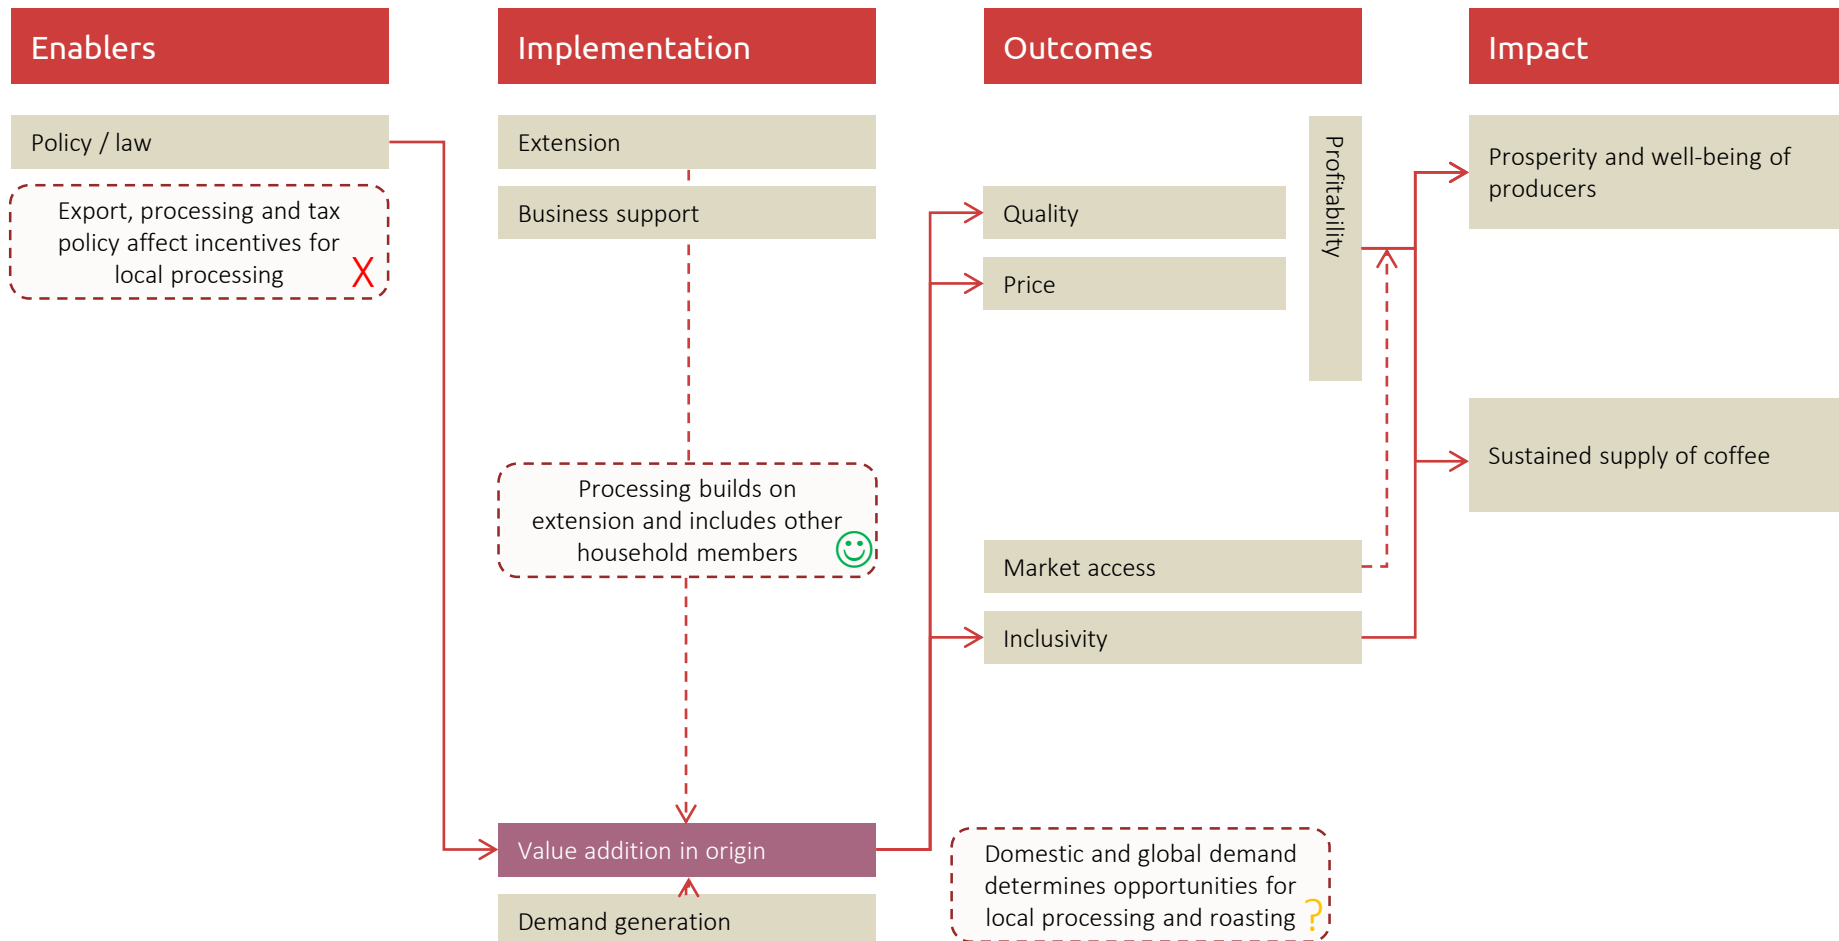 Enablers
Implementation
Outcomes
Impact
Policy / law
Export, processing and tax
policy affect incentives for
local processing
X
Extension
Business support
Processing builds on
extension and includes other
household members
Value addition in origin
Demand generation
Quality
Price
Profitability
Market access
Inclusivity
Domestic and global demand
determines opportunities for
local processing and roasting ?
Prosperity and well-being of
producers
Sustained supply of coffee